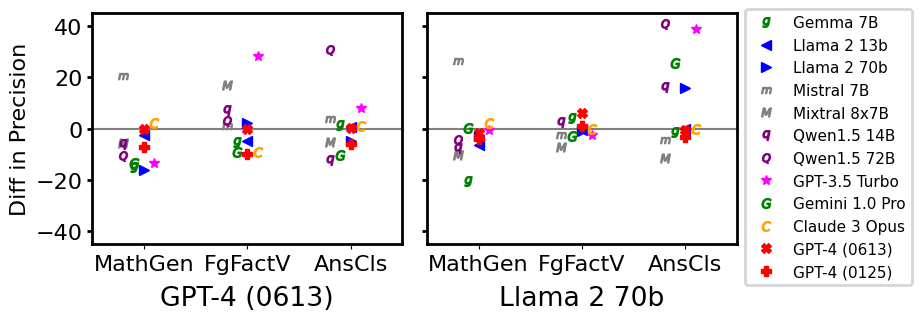 Diff in Precision
40
20
0
−20
−40
MathGen FgFactV AnsCls
MathGen FgFactV AnsCls
GPT-4 (0613)
Llama 2 70b
g Gemma 7B
Llama 2 13b
Llama 2 70b
m Mistral 7B
M Mixtral 8x7B
q Qwen1.5 14B
Q Qwen1.5 72B
GPT-3.5 Turbo
G Gemini 1.0 Pro
C Claude 3 Opus
GPT-4 (0613)
GPT-4 (0125)